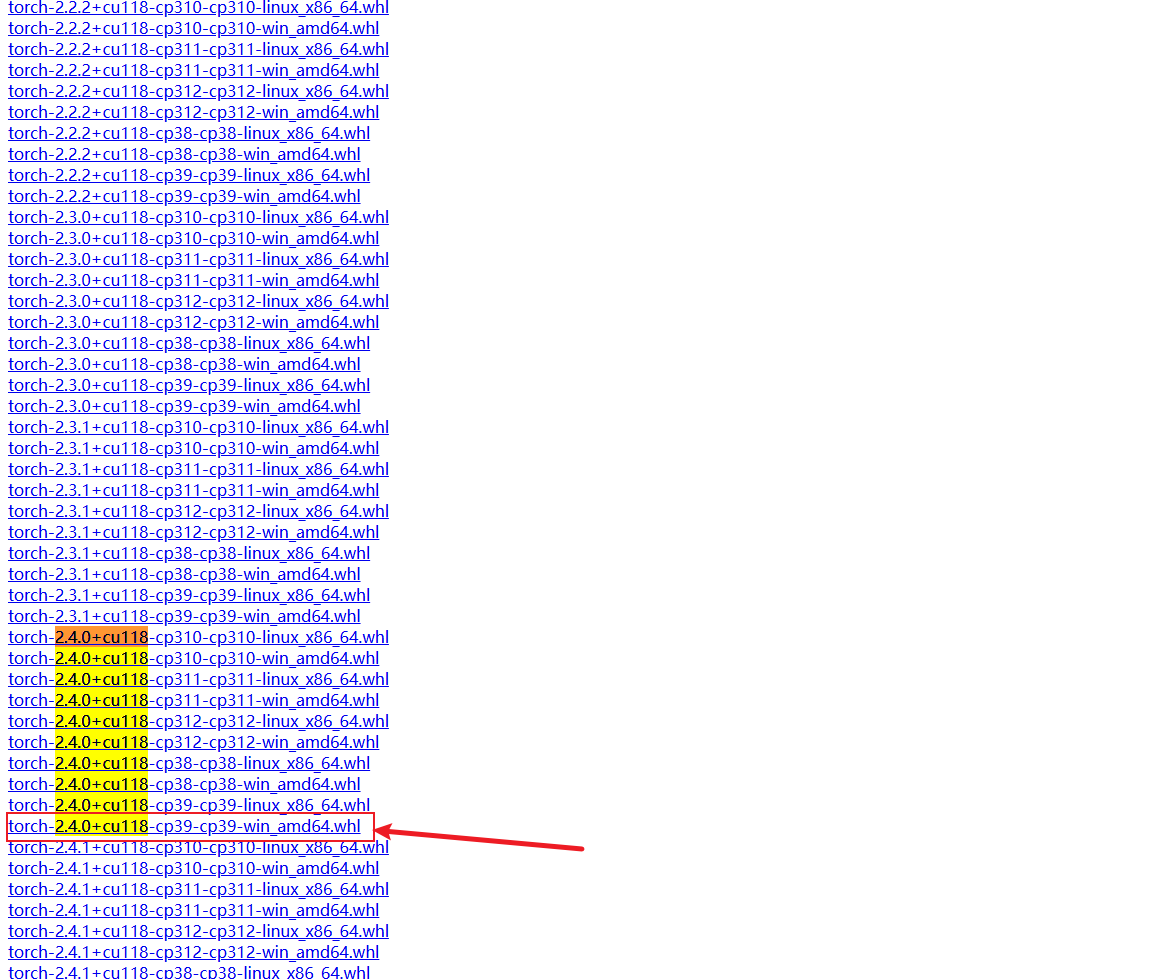 torch-2.2.2+cu118-cp310-cp310-linux_x86_64.whl
torch-2.2.2+cu118-cp310-cp310-win_amd64.whl
torch-2.2.2+cu118-cp311-cp311-linux_x86_64.whl
torch-2.2.2+cu118-cp311-cp311-win_amd64.whl
torch-2.2.2+cu118-cp312-cp312-linux_x86_64.whl
torch-2.2.2+cu118-cp312-cp312-win_amd64.whl
torch-2.2.2+cu118-cp38-cp38-linux_x86_64.whl
torch-2.2.2+cu118-cp38-cp38-win_amd64.whl
torch-2.2.2+cu118-cp39-cp39-linux_x86_64.whl
torch-2.2.2+cu118-cp39-cp39-win_amd64.whl
torch-2.3.0+cu118-cp310-cp310-linux_x86_64.whl
torch-2.3.0+cu118-cp310-cp310-win_amd64.whl
torch-2.3.0+cu118-cp311-cp311-linux_x86_64.whl
torch-2.3.0+cu118-cp311-cp311-win_amd64.whl
torch-2.3.0+cu118-cp312-cp312-linux_x86_64.whl
torch-2.3.0+cu118-cp312-cp312-win_amd64.whl
torch-2.3.0+cu118-cp38-cp38-linux_x86_64.whl
torch-2.3.0+cu118-cp38-cp38-win_amd64.whl
torch-2.3.0+cu118-cp39-cp39-linux_x86_64.whl
torch-2.3.0+cu118-cp39-cp39-win_amd64.whl
torch-2.3.1+cu118-cp310-cp310-linux_x86_64.whl
torch-2.3.1+cu118-cp310-cp310-win_amd64.whl
torch-2.3.1+cu118-cp311-cp311-linux_x86_64.whl
torch-2.3.1+cu118-cp311-cp311-win_amd64.whl
torch-2.3.1+cu118-cp312-cp312-linux_x86_64.whl
torch-2.3.1+cu118-cp312-cp312-win_amd64.whl
torch-2.3.1+cu118-cp38-cp38-linux_x86_64.whl
torch-2.3.1+cu118-cp38-cp38-win_amd64.whl
torch-2.3.1+cu118-cp39-cp39-linux_x86_64.whl
torch-2.3.1+cu118-cp39-cp39-win_amd64.whl
torch-2.4.0+cu118-cp310-cp310-linux_x86_64.whl
torch-2.4.0+cu118-cp310-cp310-win_amd64.whl
torch-2.4.0+cu118-cp311-cp311-linux_x86_64.whl
torch-2.4.0+cu118-cp311-cp311-win_amd64.whl
torch-2.4.0+cu118-cp312-cp312-linux_x86_64.whl
torch-2.4.0+cu118-cp312-cp312-win_amd64.whl
torch-2.4.0+cu118-cp38-cp38-linux_x86_64.whl
torch-2.4.0+cu118-cp38-cp38-win_amd64.whl
torch-2.4.0+cu118-cp39-cp39-linux_x86_64.whl
torch-2.4.0+cu118-cp39-cp39-win_amd64.whl
torch-2.4.1+cu118-cp310-cp310-linux_x86_64.whl
torch-2.4.1+cu118-cp310-cp310-win_amd64.whl
torch-2.4.1+cu118-cp311-cp311-linux_x86_64.whl
torch-2.4.1+cu118-cp311-cp311-win_amd64.whl
torch-2.4.1+cu118-cp312-cp312-linux_x86_64.whl
torch-2.4.1+cu118-cp312-cp312-win_amd64.whl
torch-2.4.1+cu118-cp38-cp38-linux_x86_64.whl